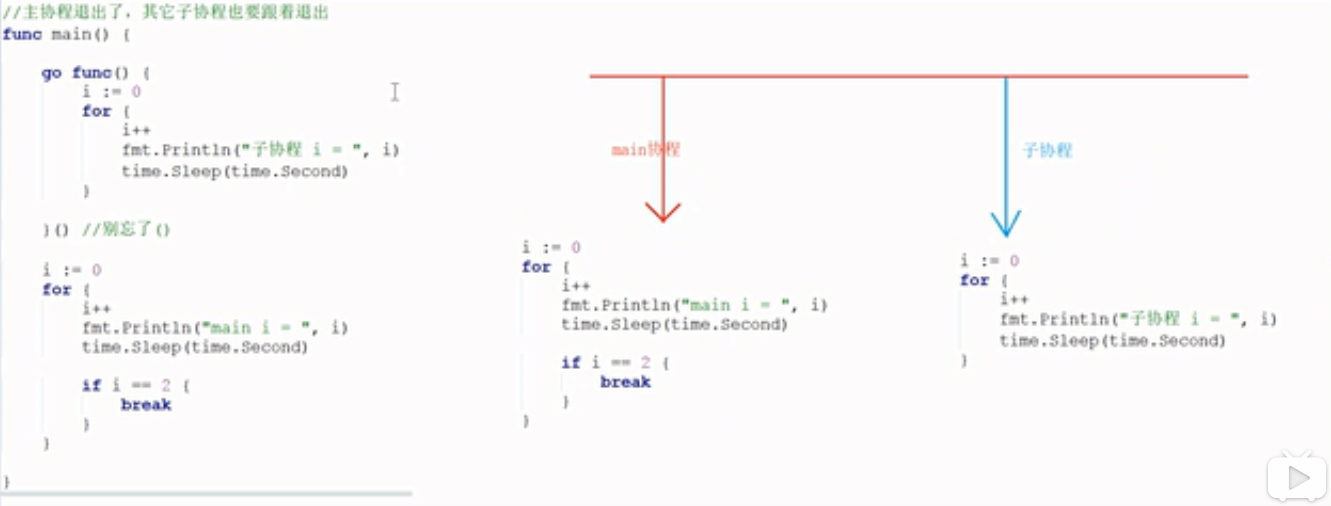 //主协程退出了，其它子协程也要跟着退出
func main() {
go func() {
i := 0
for {
i++
fmt.Println("子协程 i = ", i)
time.Sleep(time.Second)
}
}() //别忘了()
i := 0
for {
i++
fmt.Println("main i = ", i)
time.Sleep(time.Second)
if i == 2 {
break
}
}
}
main协程
i := 0
for {
i++
fmt.Println("main i = ", i)
time.Sleep(time.Second)
if i == 2 {
break
}
}
子协程
i := 0
for {
i++
fmt.Println("子协程 i = ", i)
time.Sleep(time.Second)
}